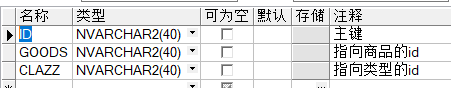 名称 类型 可为空 默认 存储 注释
ID NVARCHAR2(40) 主键
GOODS NVARCHAR2(40) 指向商品的id
CLAZZ NVARCHAR2(40) 指向类型的id
*